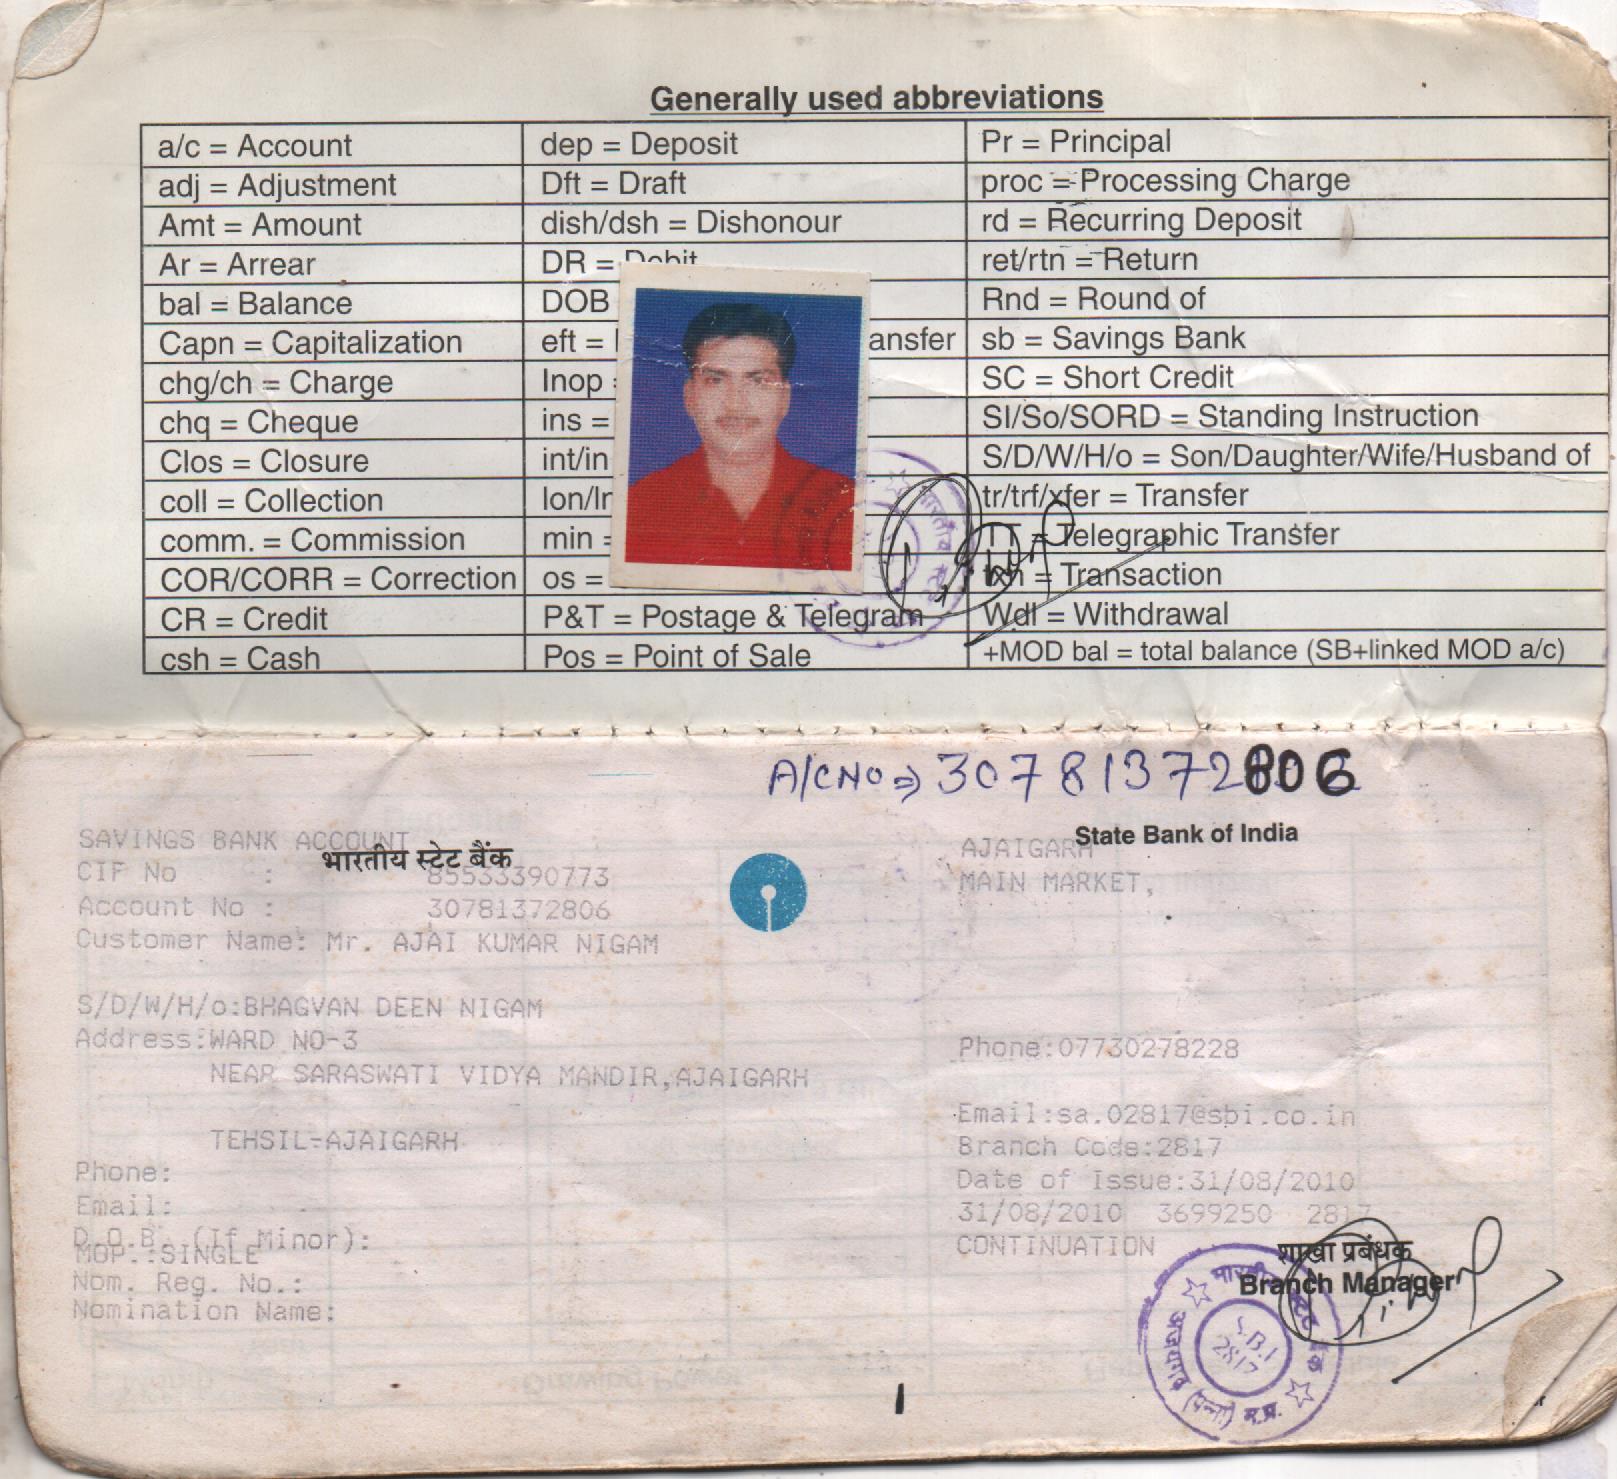 Generally used abbreviations
a/c = Account
dep = Deposit
Pr = Principal
adj = Adjustment
Dft = Draft
proc = Processing Charge
Amt = Amount
dish/dsh = Dishonour
rd = Recurring Deposit
Ar = Arrear
DR = Debit
ret/rtn = Return
bal = Balance
DOB
Rnd = Round of
Capn = Capitalization
eft =
ansfer
sb = Savings Bank
chg/ch = Charge
Inop
SC = Short Credit
chq = Cheque
ins =
SI/So/SORD = Standing Instruction
Clos = Closure
int/in
S/D/W/H/o = Son/Daughter/Wife/Husband of
coll = Collection
lon/ln
tr/trf/xfer = Transfer
comm. = Commission
min =
TT = Telegraphic Transfer
COR/CORR = Correction
os =
txn = Transaction
CR = Credit
P&T = Postage & Telegram
Wdl = Withdrawal
csh = Cash
Pos = Point of Sale
+MOD bal = total balance (SB+linked MOD a/c)
A/C NO ⇒ 30781372806
SAVINGS BANK ACCOUNT
भारतीय स्टेट बैंक
State Bank of India
AJAIGARH
CIF No : 85533390773
MAIN MARKET,
Account No : 30781372806
Customer Name: Mr. AJAI KUMAR NIGAM
S/D/W/H/o:BHAGVAN DEEN NIGAM
Address:WARD NO-3
Phone:07730278228
NEAR SARASWATI VIDYA MANDIR,AJAIGARH
Email:sa.02817@sbi.co.in
TEHSIL-AJAIGARH
Branch Code:2817
Phone:
Date of Issue:31/08/2010
Email:
31/08/2010 3699250 2817
D.O.B. (If Minor):
CONTINUATION
MOP.:SINGLE
शाखा प्रबंधक
Nom. Reg. No.:
Branch Manager
Nomination Name:
भारतीय स्टेट बैंक
S.B.I
2817
अजयगढ़ (पन्ना) म.प्र.
1